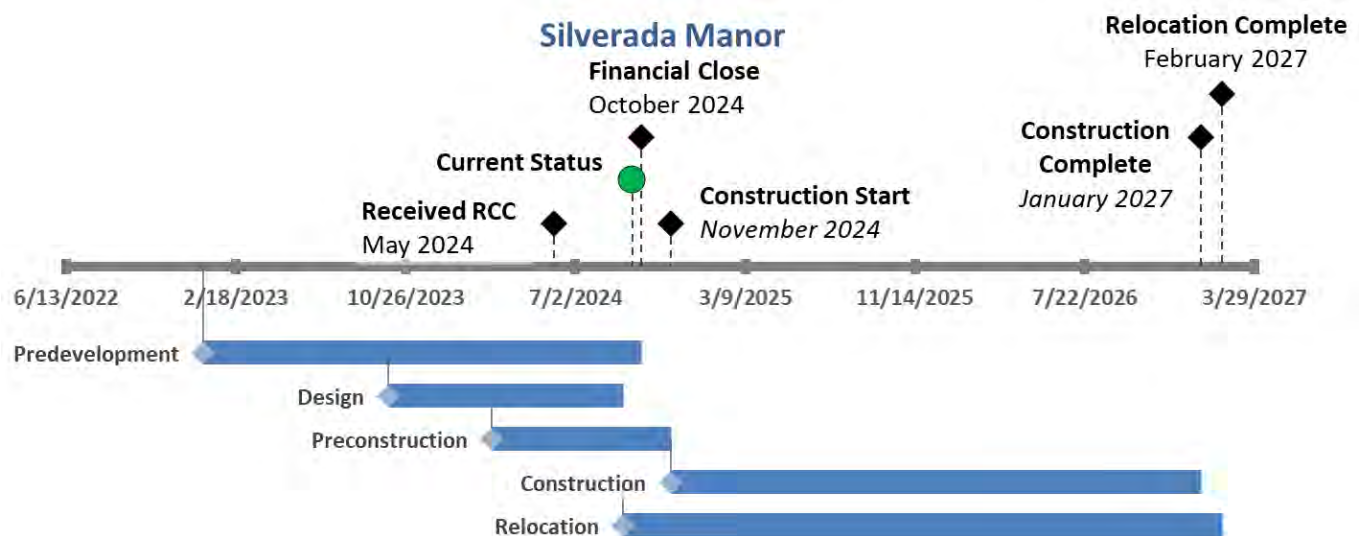 Silverada Manor
Financial Close
October 2024
Relocation Complete
February 2027
Construction
Complete
January 2027
Current Status
Construction Start
November 2024
Received RCC
May 2024
6/13/2022 2/18/2023 10/26/2023 7/2/2024 3/9/2025 11/14/2025 7/22/2026 3/29/2027
Predevelopment
Design
Preconstruction
Construction
Relocation